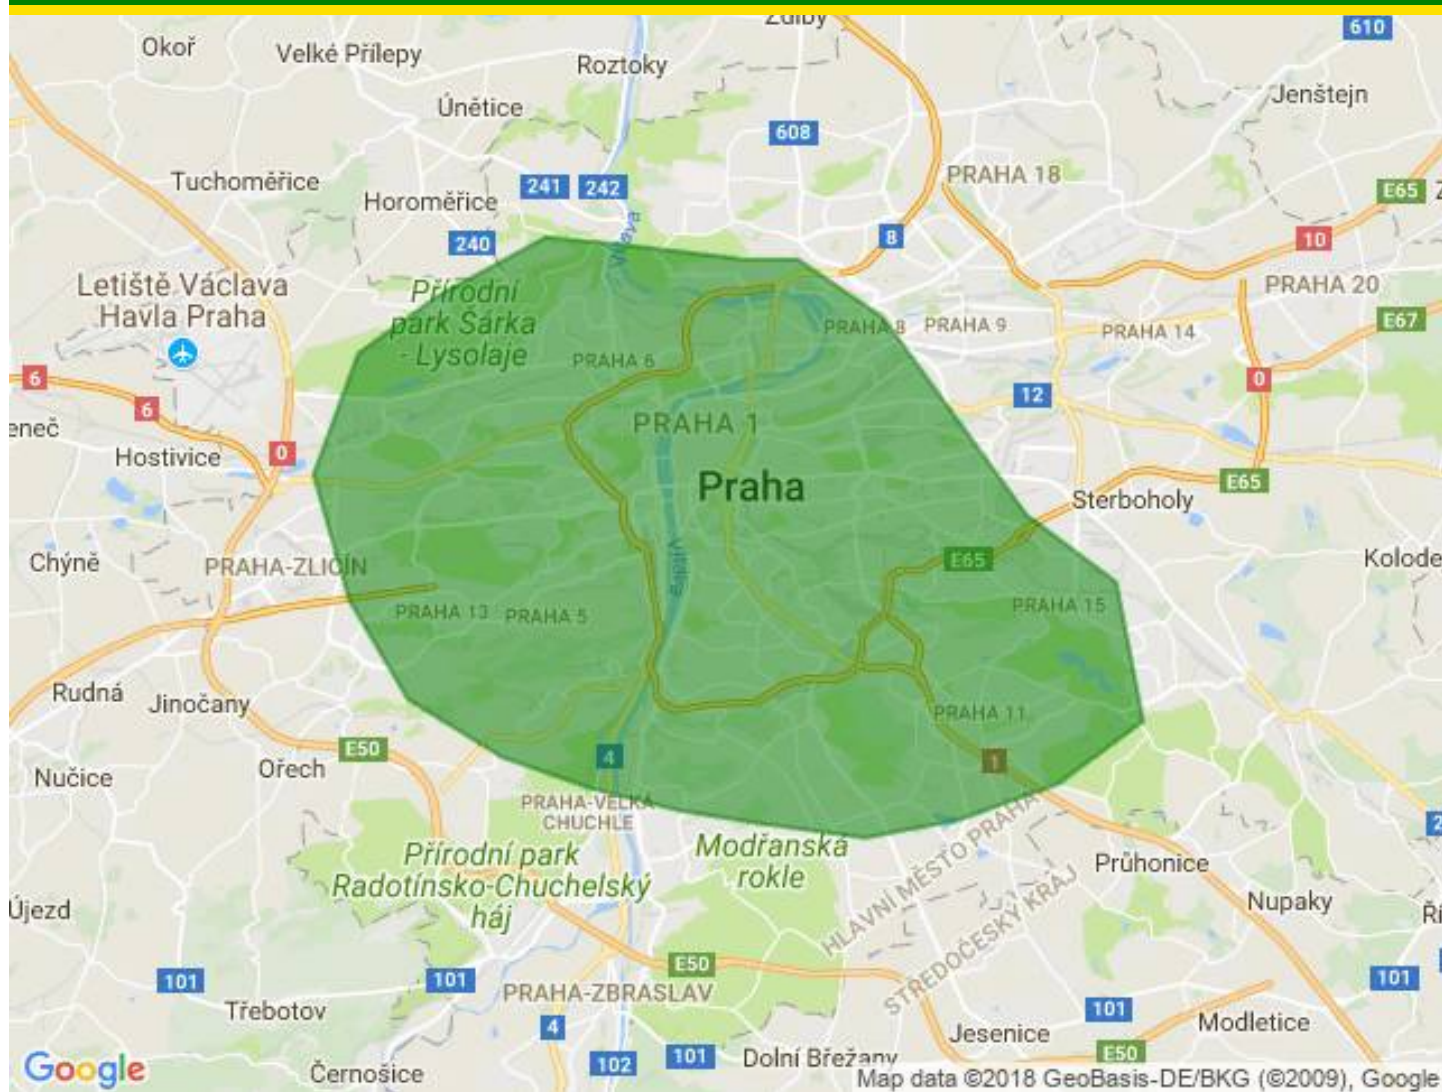 Zdiby
610
Okoř
Velké Přílepy
Roztoky
Únětice
Jenštejn
608
Tuchoměřice
241
242
PRAHA 18
Horoměřice
E65
240
Vltava
8
10
Letiště Václava
Havla Praha
Přírodní
park Šárka
- Lysolaje
PRAHA 20
PRAHA 8
PRAHA 9
PRAHA 14
E67
PRAHA 6
6
0
12
6
PRAHA 1
eneč
Hostivice
0
Praha
E65
Sterboholy
Chýně
PRAHA-ZLIČÍN
Vltava
E65
Kolode
PRAHA 13
PRAHA 5
PRAHA 15
Rudná
Jinočany
PRAHA 11
E50
4
1
Nučice
Ořech
PRAHA-VELKÁ
CHUCHLE
2
Přírodní park
Radotínsko-Chuchelský
háj
Modřanská
rokle
HLAVNÍ MĚSTO PRAHA
STŘEDOČESKÝ KRAJ
Průhonice
Nupaky
Újezd
Ří
101
101
E50
101
PRAHA-ZBRASLAV
Třebotov
4
101
Modletice
Jesenice
E50
Google
Černošice
102
101
Dolní Břežany
Map data ©2018 GeoBasis-DE/BKG (©2009), Google